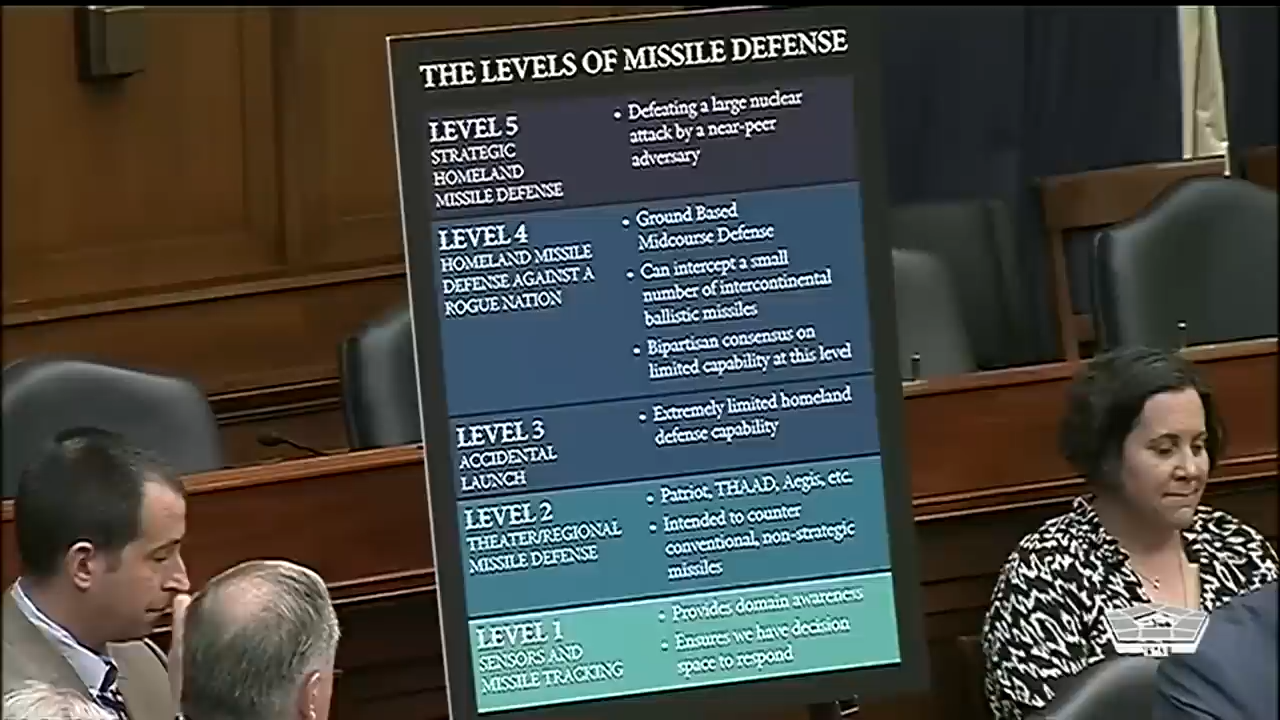 THE LEVELS OF MISSILE DEFENSE
LEVEL 5
STRATEGIC
HOMELAND
MISSILE DEFENSE
• Defeating a large nuclear
attack by a near-peer
adversary
LEVEL 4
HOMELAND MISSILE
DEFENSE AGAINST A
ROGUE NATION
• Ground Based
Midcourse Defense
• Can intercept a small
number of intercontinental
ballistic missiles
• Bipartisan consensus on
limited capability at this level
LEVEL 3
ACCIDENTAL
LAUNCH
• Extremely limited homeland
defense capability
LEVEL 2
THEATER/REGIONAL
MISSILE DEFENSE
• Patriot, THAAD, Aegis, etc.
• Intended to counter
conventional, non-strategic
missiles
LEVEL 1
SENSORS AND
MISSILE TRACKING
• Provides domain awareness
• Ensures we have decision
space to respond